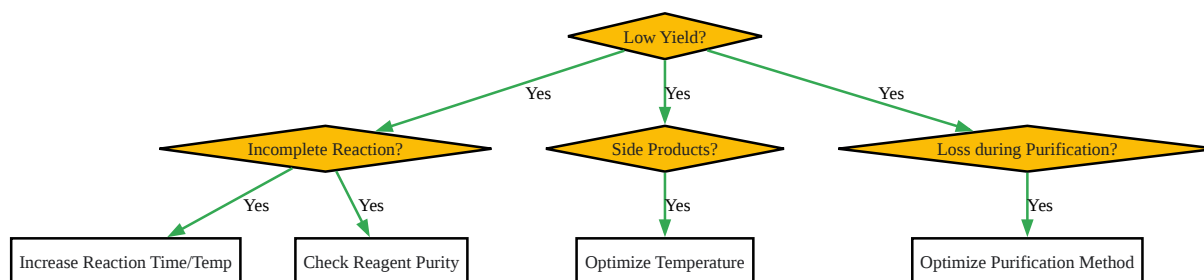 Low Yield?
Yes
Yes
Yes
Incomplete Reaction?
Side Products?
Loss during Purification?
Yes
Yes
Yes
Yes
Increase Reaction Time/Temp
Check Reagent Purity
Optimize Temperature
Optimize Purification Method